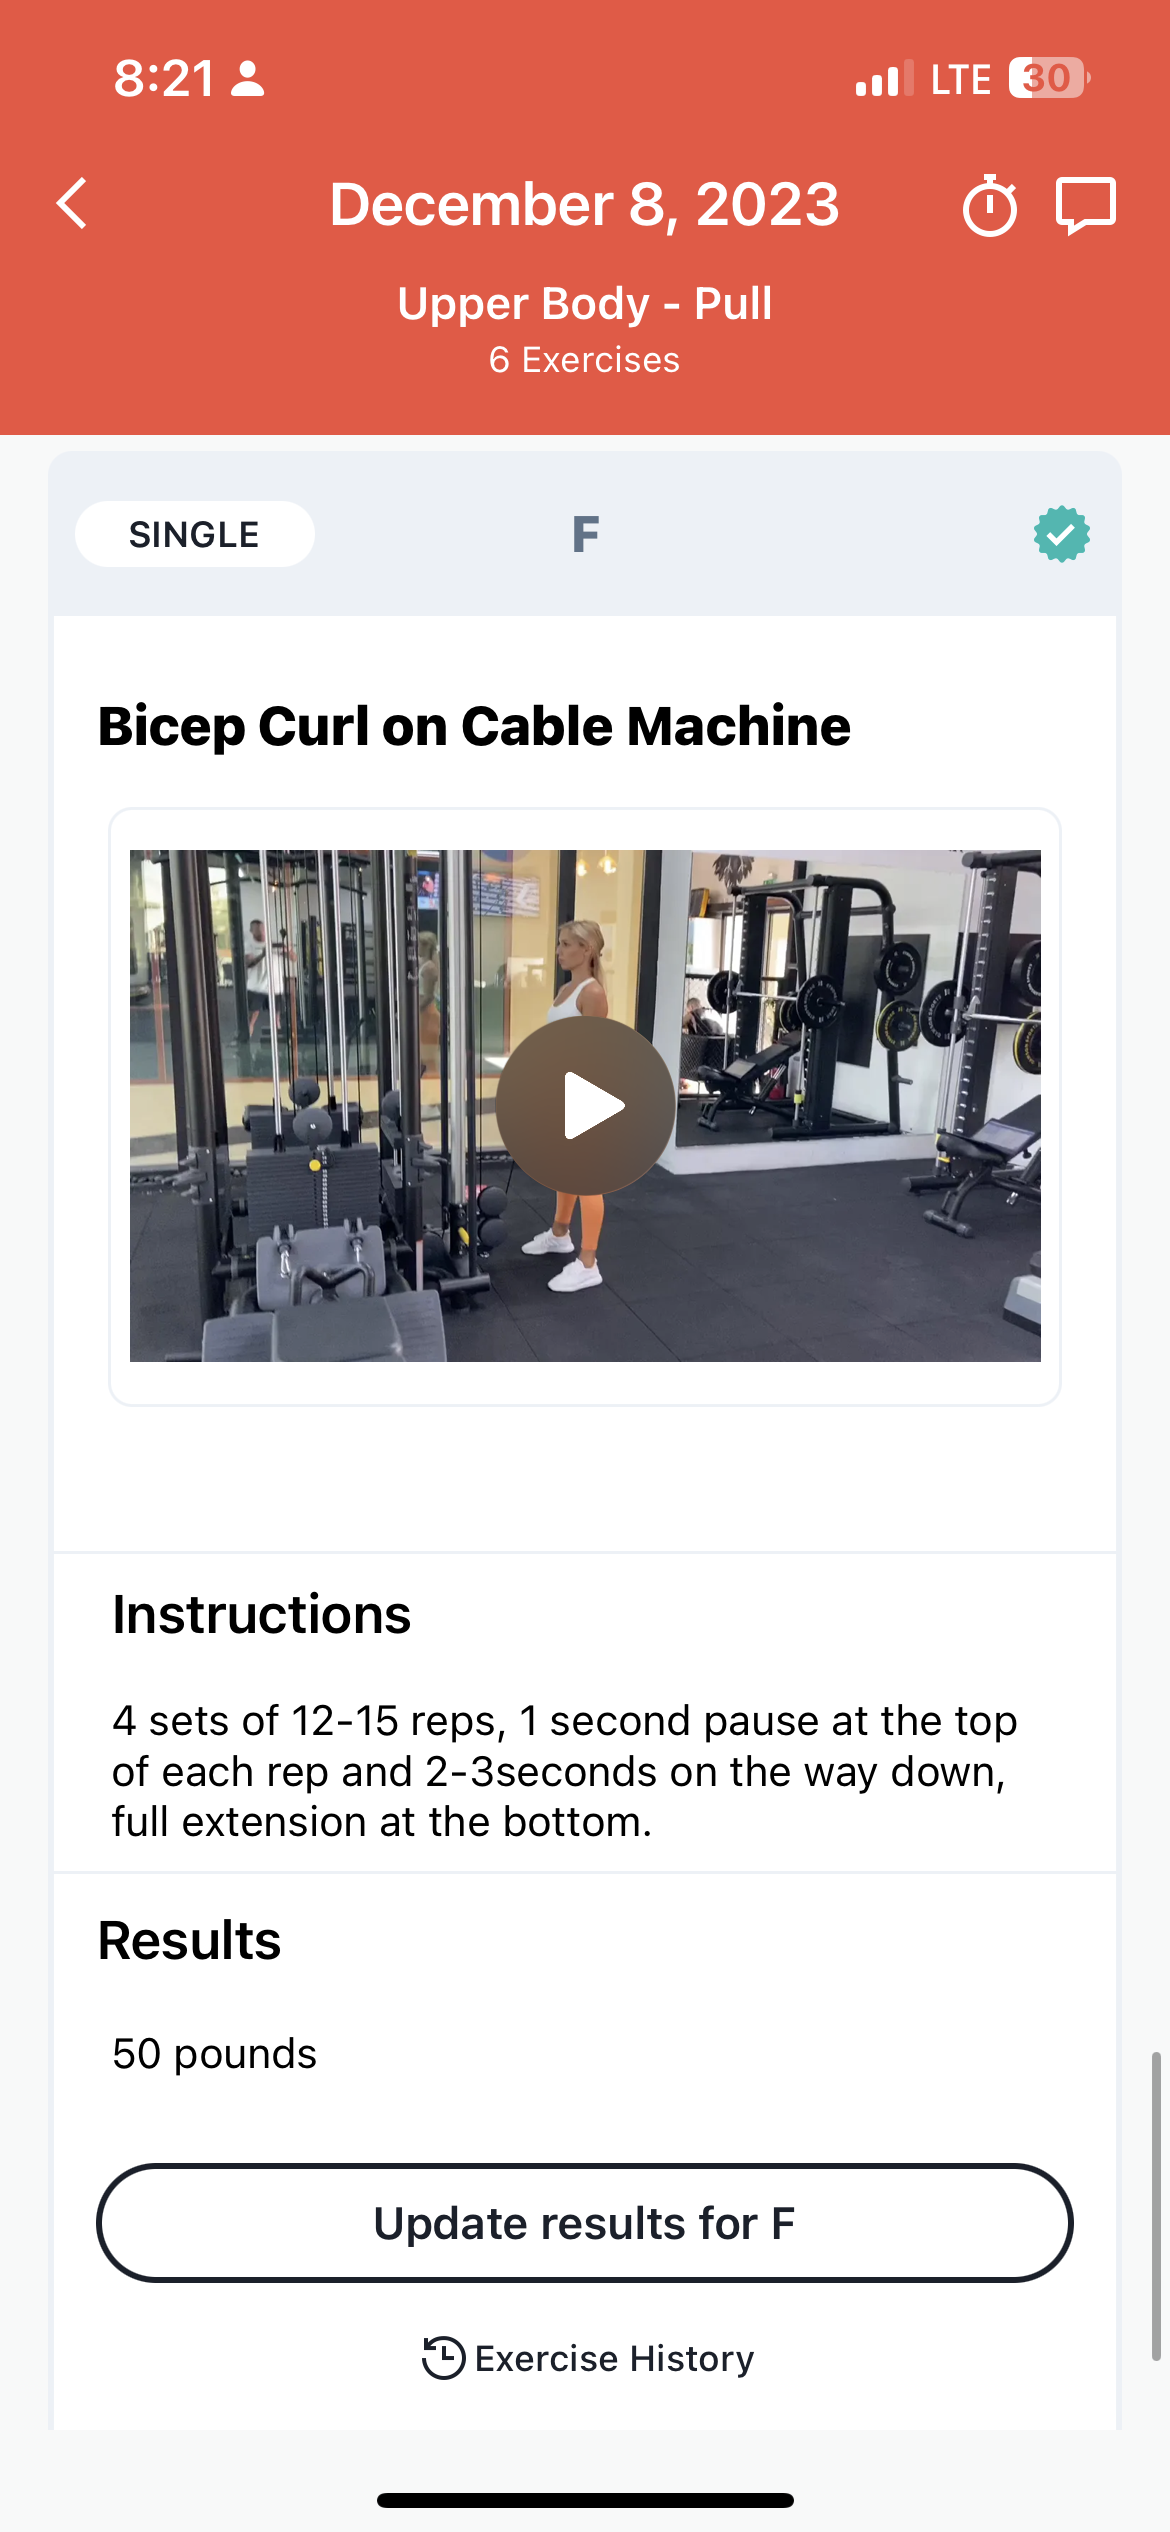 8:21
LTE 30
December 8, 2023
Upper Body - Pull
6 Exercises
SINGLE
F
Bicep Curl on Cable Machine
Instructions
4 sets of 12-15 reps, 1 second pause at the top
of each rep and 2-3seconds on the way down,
full extension at the bottom.
Results
50 pounds
Update results for F
Exercise History